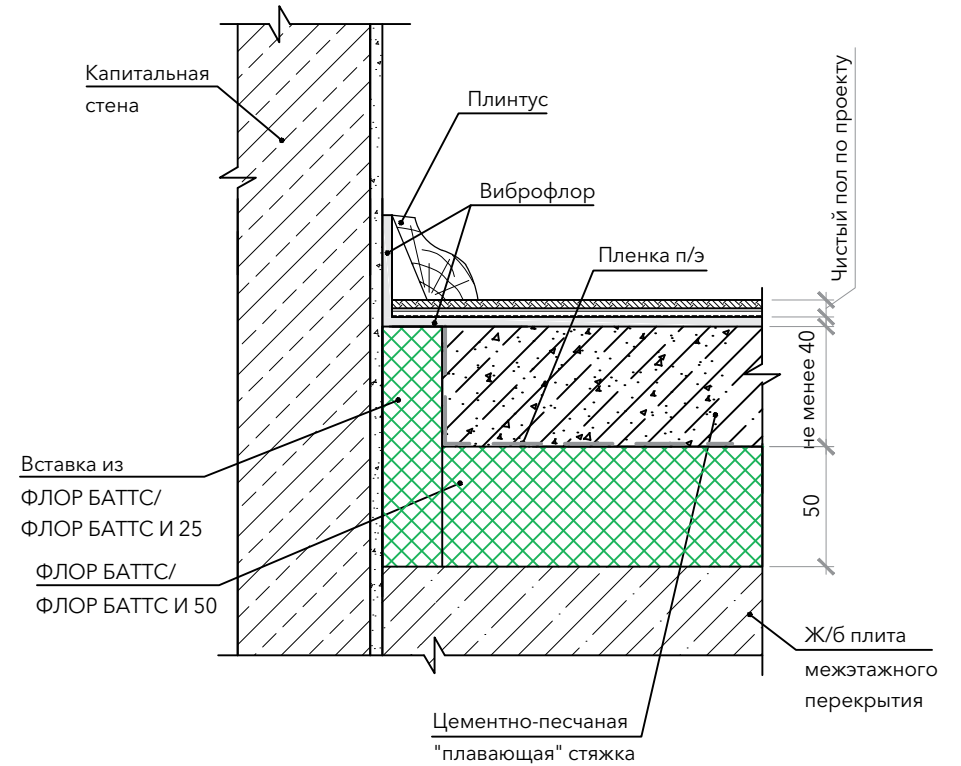 Капитальная
стена
Плинтус
Виброфлор
Пленка п/э
Чистый пол по проекту
не менее 40
50
Вставка из
ФЛОР БАТТС/
ФЛОР БАТТС И 25
ФЛОР БАТТС/
ФЛОР БАТТС И 50
Ж/б плита
межэтажного
перекрытия
Цементно-песчаная
"плавающая" стяжка